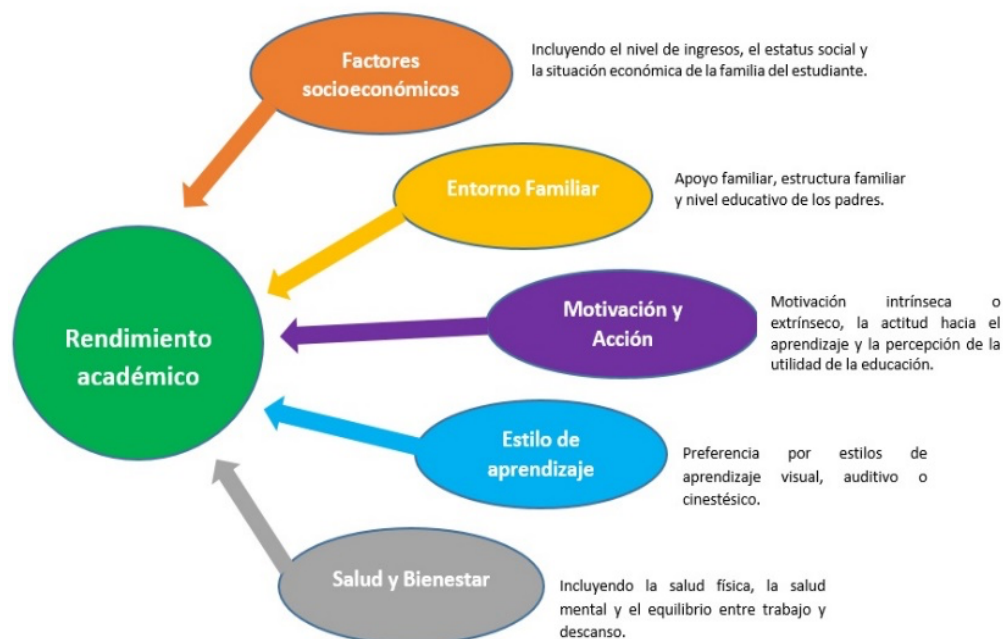 Factores
socioeconómicos
Incluyendo el nivel de ingresos, el estatus social y
la situación económica de la familia del estudiante.
Entorno Familiar
Apoyo familiar, estructura familiar
y nivel educativo de los padres.
Rendimiento
académico
Motivación y
Acción
Motivación intrínseca o
extrínseco, la actitud hacia el
aprendizaje y la percepción de la
utilidad de la educación.
Estilo de
aprendizaje
Preferencia por estilos de
aprendizaje visual, auditivo o
cinestésico.
Salud y Bienestar
Incluyendo la salud física, la salud
mental y el equilibrio entre trabajo y
descanso.